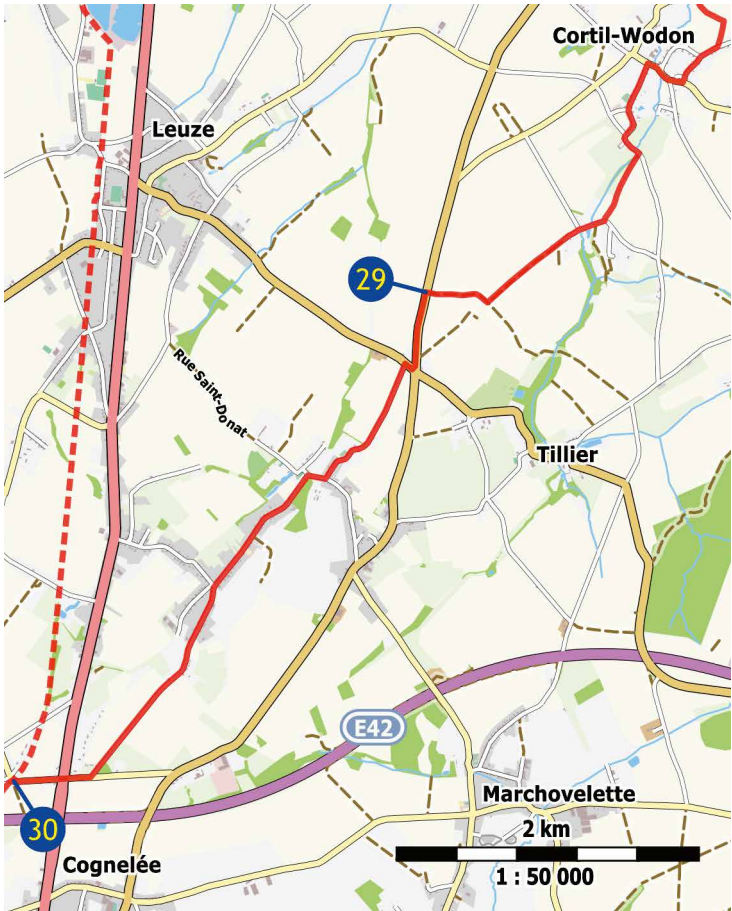 Cortil-Wodon
Leuze
29
Rue Saint-Donat
Tillier
E42
Marchovelette
30
2 km
Cognelée
1 : 50 000